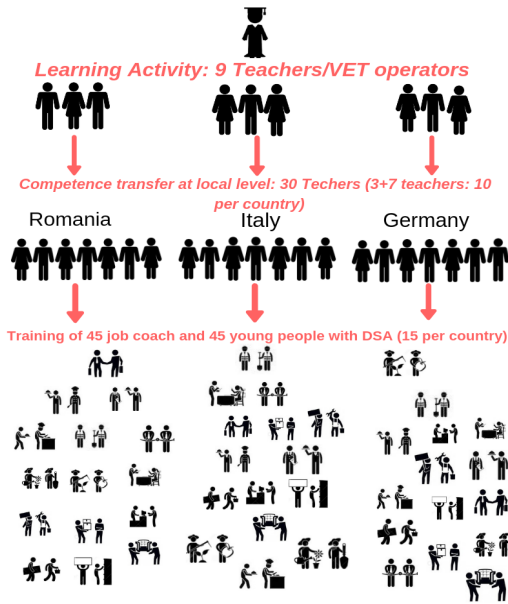 Learning Activity: 9 Teachers/VET operators
Competence transfer at local level: 30 Techers (3+7 teachers: 10
per country)
Romania
Italy
Germany
Training of 45 job coach and 45 young people with DSA (15 per country)